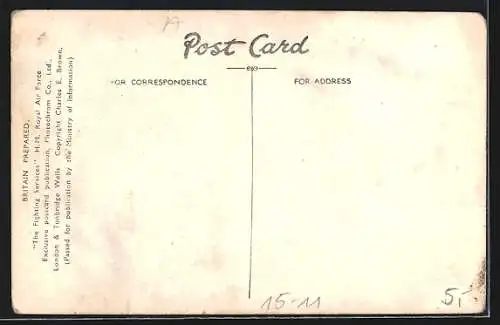 Post Card
FOR CORRESPONDENCE
FOR ADDRESS
BRITAIN PREPARED.
"The Fighting Services" H.M. Royal Air Force
Exclusive postcard publication, Photochrom Co., Ltd.,
London & Tunbridge Wells Copyright Charles E. Brown.
(Passed for publication by the Ministry of Information)
A
15-11
5,-